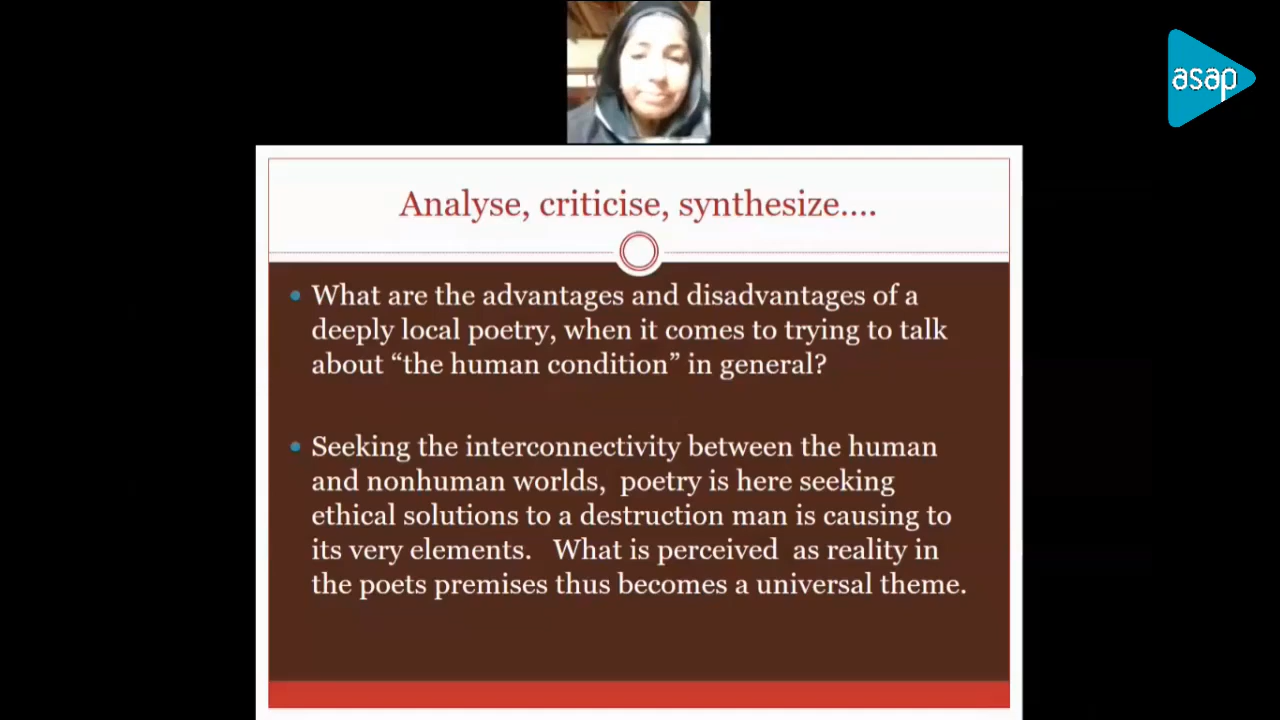 asap
Analyse, criticise, synthesize....
What are the advantages and disadvantages of a
deeply local poetry, when it comes to trying to talk
about “the human condition” in general?
Seeking the interconnectivity between the human
and nonhuman worlds, poetry is here seeking
ethical solutions to a destruction man is causing to
its very elements. What is perceived as reality in
the poets premises thus becomes a universal theme.